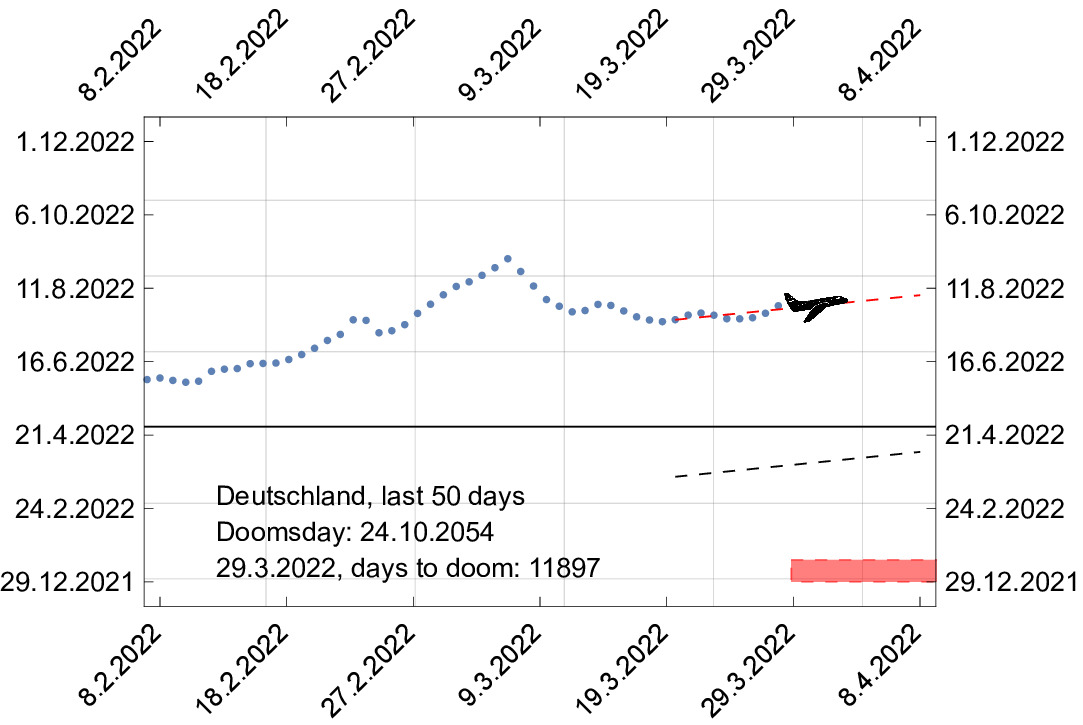 8.2.2022 18.2.2022 27.2.2022 9.3.2022 19.3.2022 29.3.2022 8.4.2022
1.12.2022 1.12.2022
6.10.2022 6.10.2022
11.8.2022 11.8.2022
16.6.2022 16.6.2022
21.4.2022 21.4.2022
Deutschland, last 50 days
24.2.2022 24.2.2022
Doomsday: 24.10.2054
29.3.2022, days to doom: 11897
29.12.2021 29.12.2021
8.2.2022 18.2.2022 27.2.2022 9.3.2022 19.3.2022 29.3.2022 8.4.2022